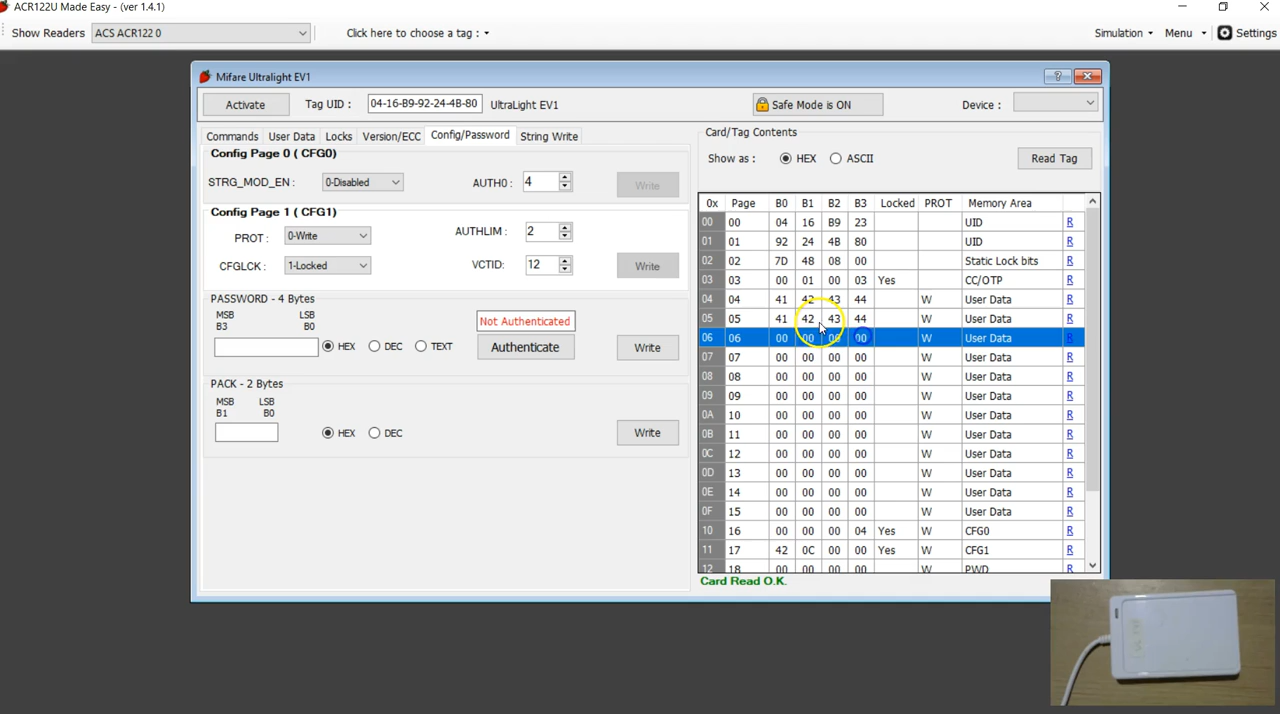 ACR122U Made Easy - (ver 1.4.1)
Show Readers ACS ACR122 0 Click here to choose a tag : Simulation Menu Settings
Mifare Ultralight EV1 ?
Activate Tag UID : 04-16-B9-92-24-4B-80 UltraLight EV1 Safe Mode is ON Device :
Commands User Data Locks Version/ECC Config/Password String Write
Config Page 0 ( CFG0)
STRG_MOD_EN : 0-Disabled AUTH0 : 4 Write
Config Page 1 ( CFG1)
PROT : 0-Write AUTHLIM : 2
CFGLCK : 1-Locked VCTID: 12 Write
PASSWORD - 4 Bytes
MSB LSB
B3 B0
Not Authenticated
HEX DEC TEXT Authenticate Write
PACK - 2 Bytes
MSB LSB
B1 B0
HEX DEC Write
Card/Tag Contents
Show as : HEX ASCII Read Tag
0x Page B0 B1 B2 B3 Locked PROT Memory Area
00 00 04 16 B9 23 UID R
01 01 92 24 4B 80 UID R
02 02 7D 48 08 00 Static Lock bits R
03 03 00 01 00 03 Yes CC/OTP R
04 04 41 42 43 44 W User Data R
05 05 41 42 43 44 W User Data R
06 06 00 00 00 00 W User Data R
07 07 00 00 00 00 W User Data R
08 08 00 00 00 00 W User Data R
09 09 00 00 00 00 W User Data R
0A 10 00 00 00 00 W User Data R
0B 11 00 00 00 00 W User Data R
0C 12 00 00 00 00 W User Data R
0D 13 00 00 00 00 W User Data R
0E 14 00 00 00 00 W User Data R
0F 15 00 00 00 00 W User Data R
10 16 00 00 00 04 Yes W CFG0 R
11 17 42 0C 00 00 Yes W CFG1 R
12 18 00 00 00 00 W PWD R
Card Read O.K.